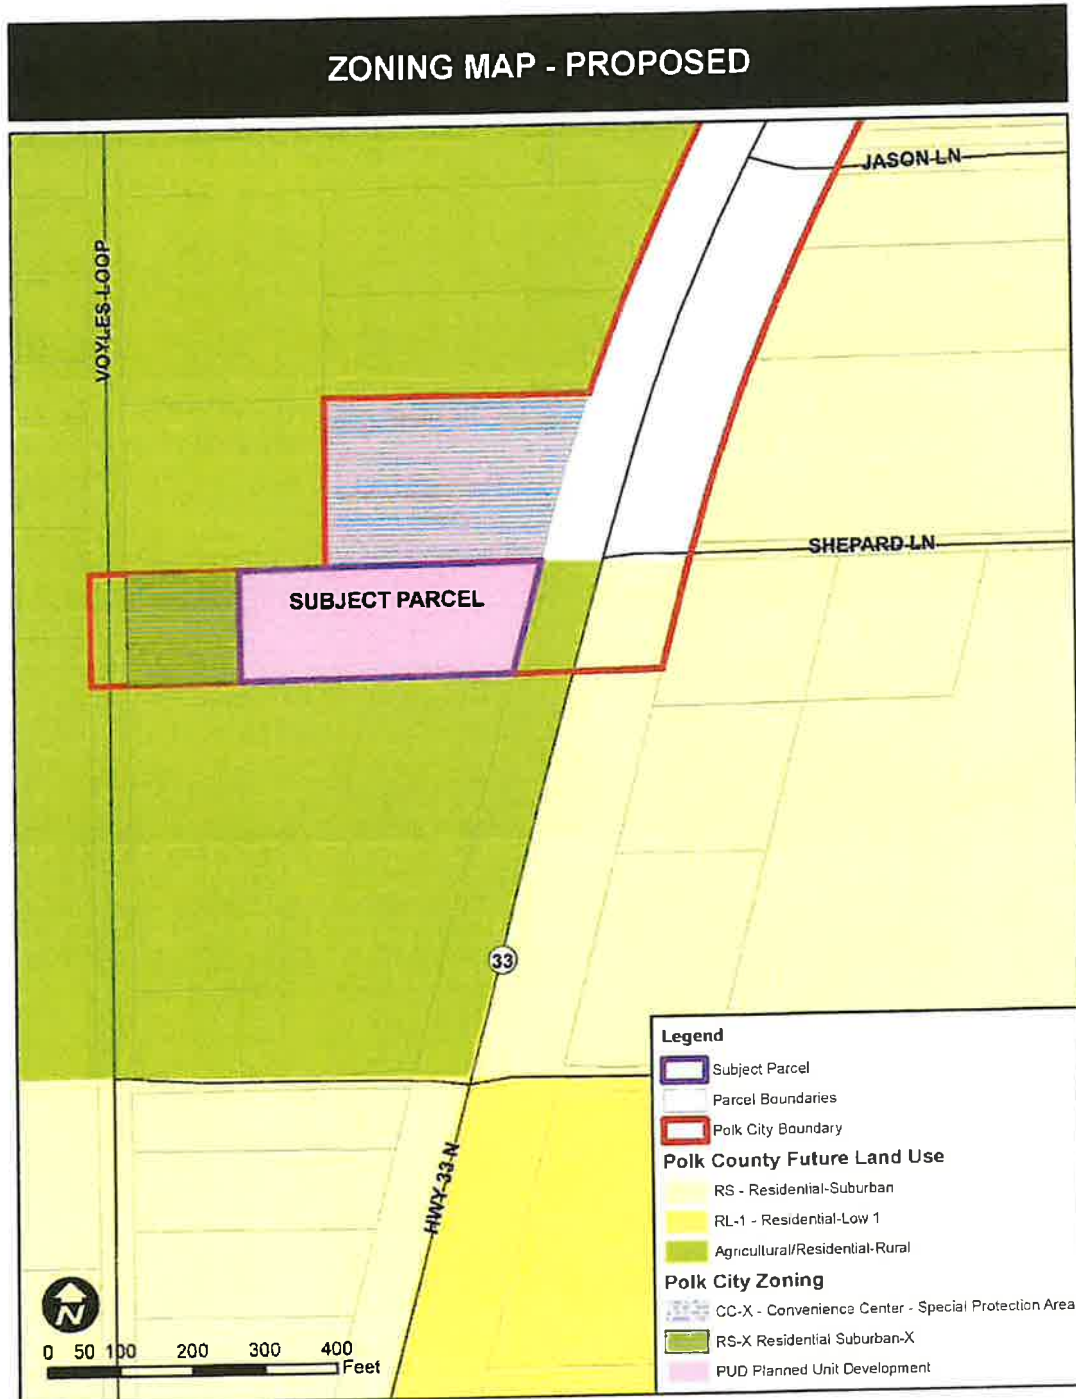 ZONING MAP - PROPOSED
JASON LN
VOYLES LOOP
SHEPARD LN
SUBJECT PARCEL
33
HWY 33 N
Legend
Subject Parcel
Parcel Boundaries
Polk City Boundary
Polk County Future Land Use
RS - Residential-Suburban
RL-1 - Residential-Low 1
Agricultural/Residential-Rural
Polk City Zoning
CC-X - Convenience Center - Special Protection Area
RS-X Residential Suburban-X
PUD Planned Unit Development
N
0 50 100 200 300 400
Feet